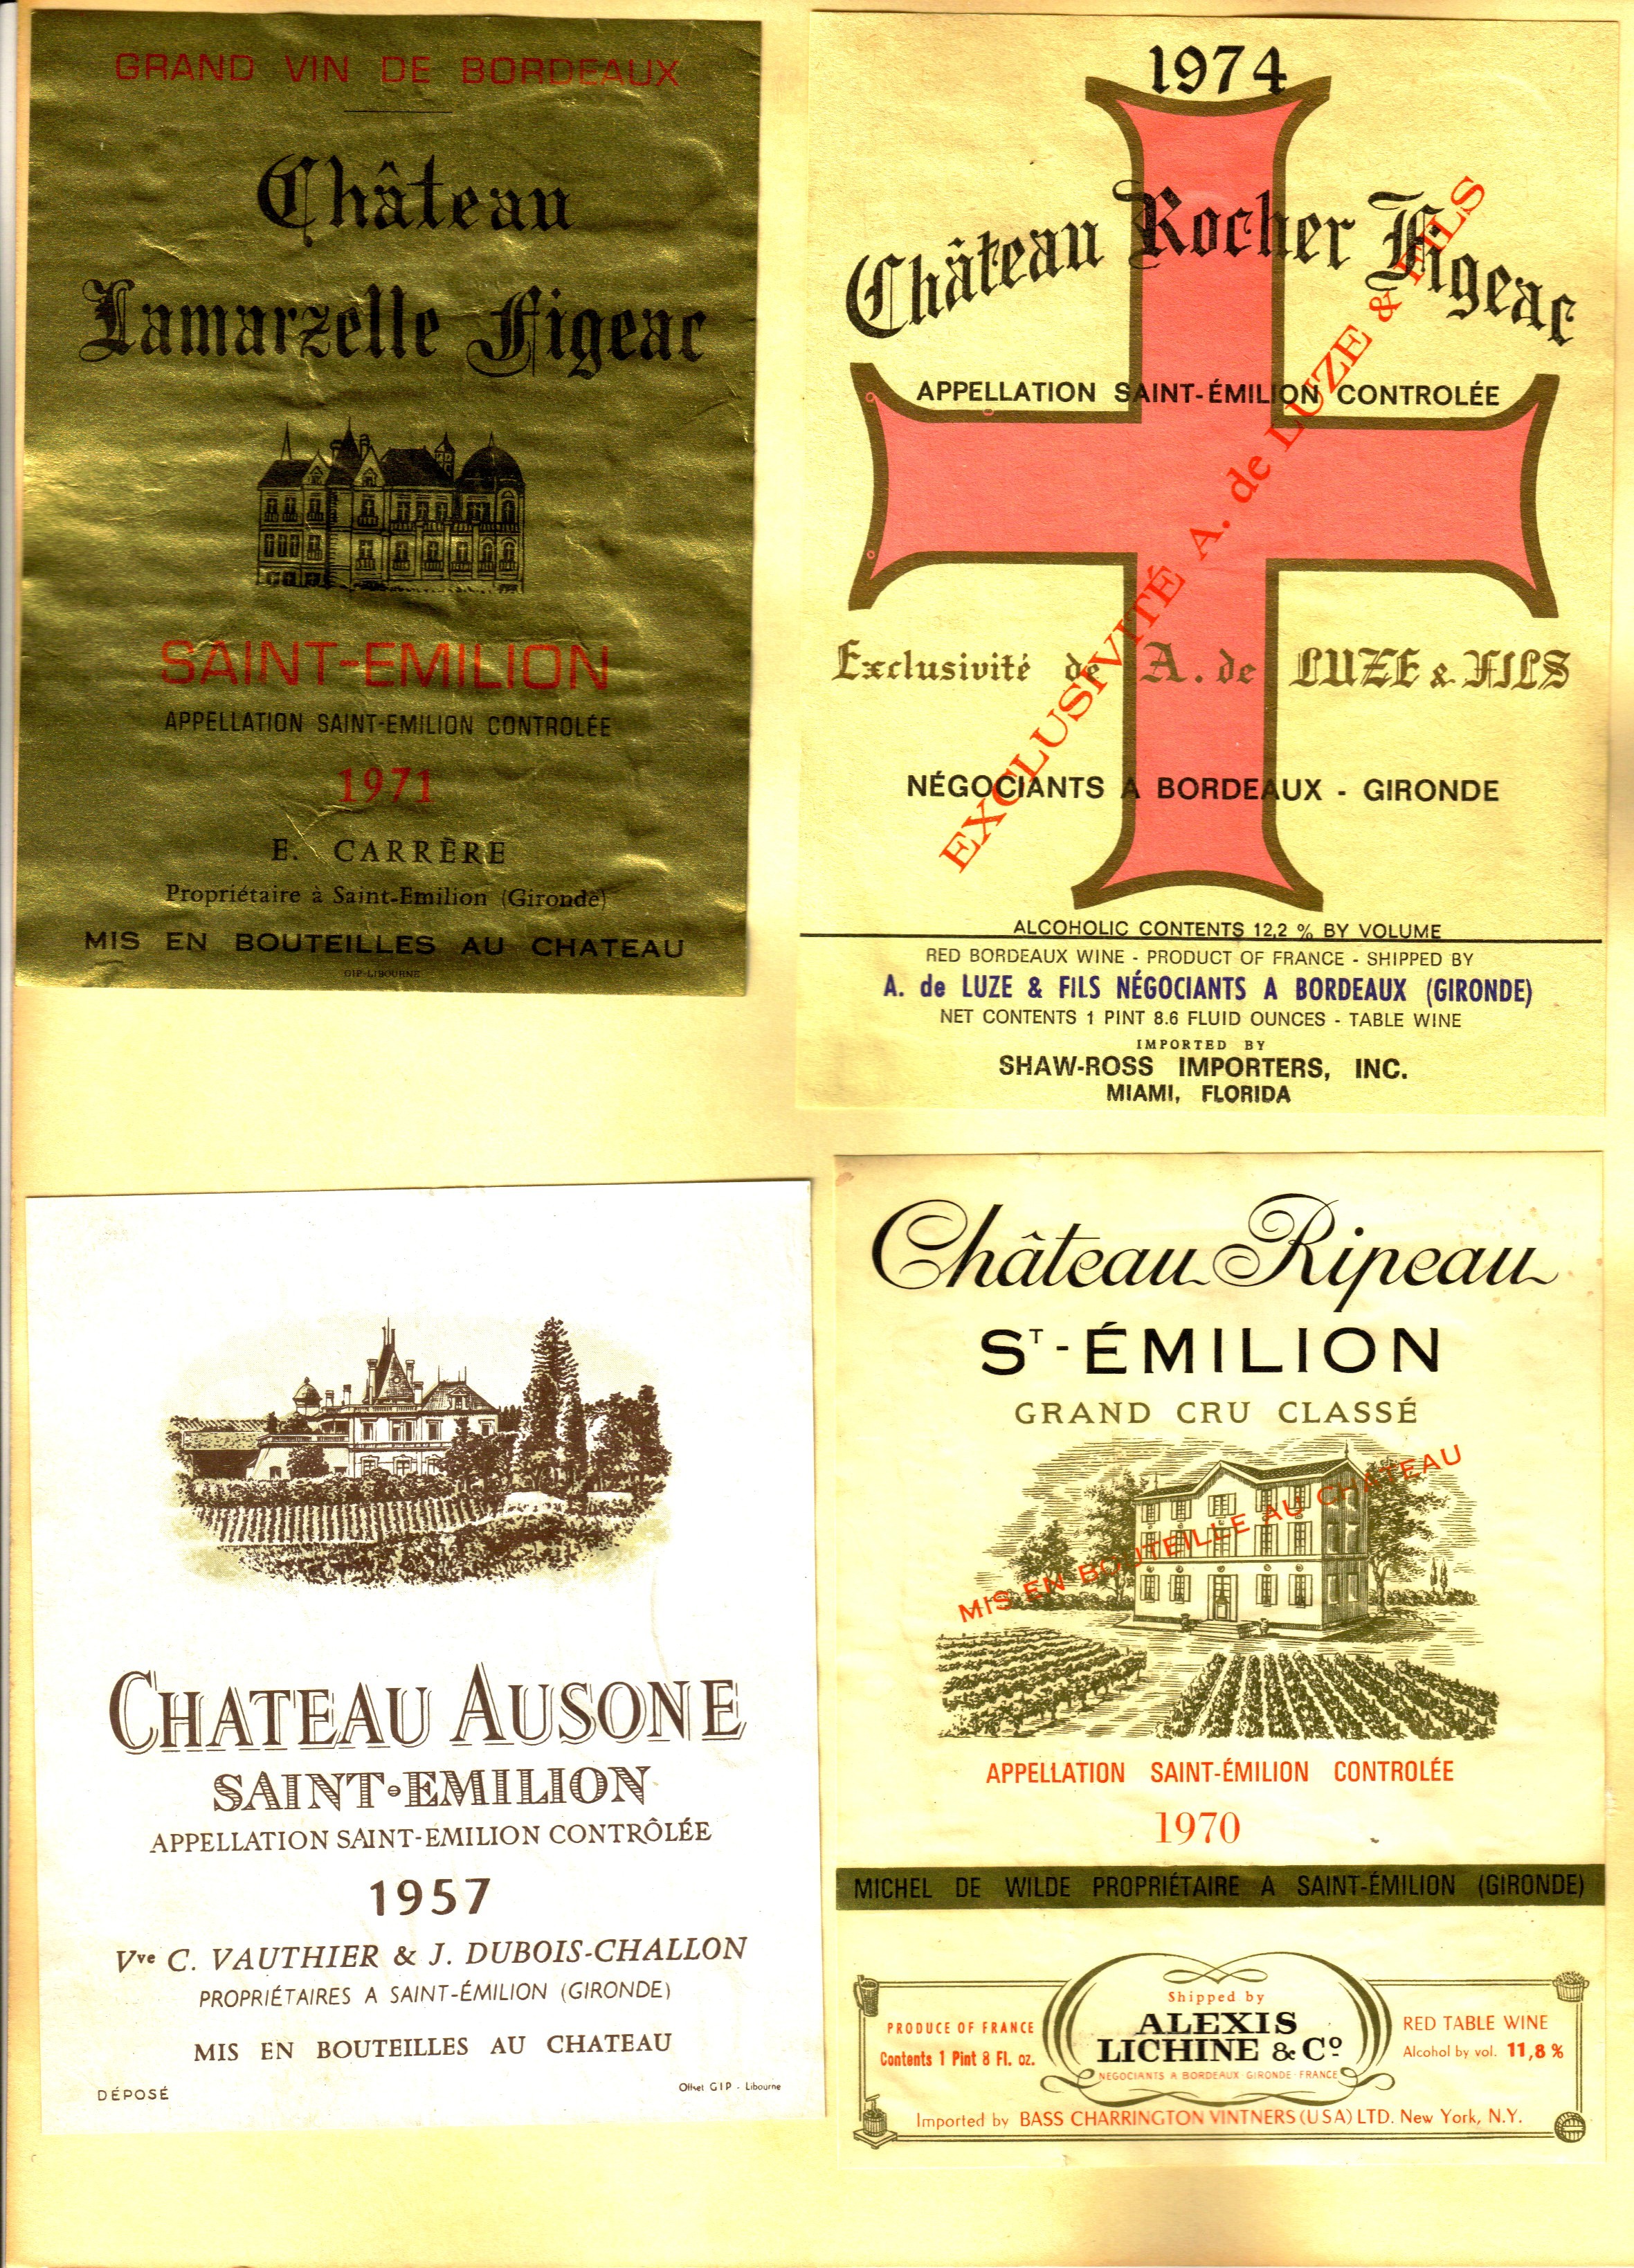 GRAND VIN DE BORDEAUX
Château
Lamarzelle Figeac
SAINT-EMILION
APPELLATION SAINT-EMILION CONTROLÉE
1971
E. CARRÈRE
Propriétaire à Saint-Emilion (Gironde)
MIS EN BOUTEILLES AU CHATEAU
GIP-LIBOURNE
1974
Château Rocher Figeac
APPELLATION SAINT-ÉMILION CONTROLÉE
EXCLUSIVITÉ A. de LUZE & FILS
Exclusivité de A. de LUZE & FILS
NÉGOCIANTS A BORDEAUX - GIRONDE
ALCOHOLIC CONTENTS 12,2 % BY VOLUME
RED BORDEAUX WINE - PRODUCT OF FRANCE - SHIPPED BY
A. de LUZE & FILS NÉGOCIANTS A BORDEAUX (GIRONDE)
NET CONTENTS 1 PINT 8.6 FLUID OUNCES - TABLE WINE
IMPORTED BY
SHAW-ROSS IMPORTERS, INC.
MIAMI, FLORIDA
CHATEAU AUSONE
SAINT-EMILION
APPELLATION SAINT-EMILION CONTRÔLÉE
1957
Vve C. VAUTHIER & J. DUBOIS-CHALLON
PROPRIÉTAIRES A SAINT-ÉMILION (GIRONDE)
MIS EN BOUTEILLES AU CHATEAU
DÉPOSÉ
Offset GIP - Libourne
Château Ripeau
ST-ÉMILION
GRAND CRU CLASSÉ
MIS EN BOUTEILLE AU CHATEAU
APPELLATION SAINT-ÉMILION CONTROLÉE
1970
MICHEL DE WILDE PROPRIÉTAIRE A SAINT-ÉMILION (GIRONDE)
PRODUCE OF FRANCE
Contents 1 Pint 8 Fl. oz.
Shipped by
ALEXIS
LICHINE & Co
NEGOCIANTS A BORDEAUX-GIRONDE-FRANCE
RED TABLE WINE
Alcohol by vol. 11,8 %
Imported by BASS CHARRINGTON VINTNERS (USA) LTD. New York, N.Y.